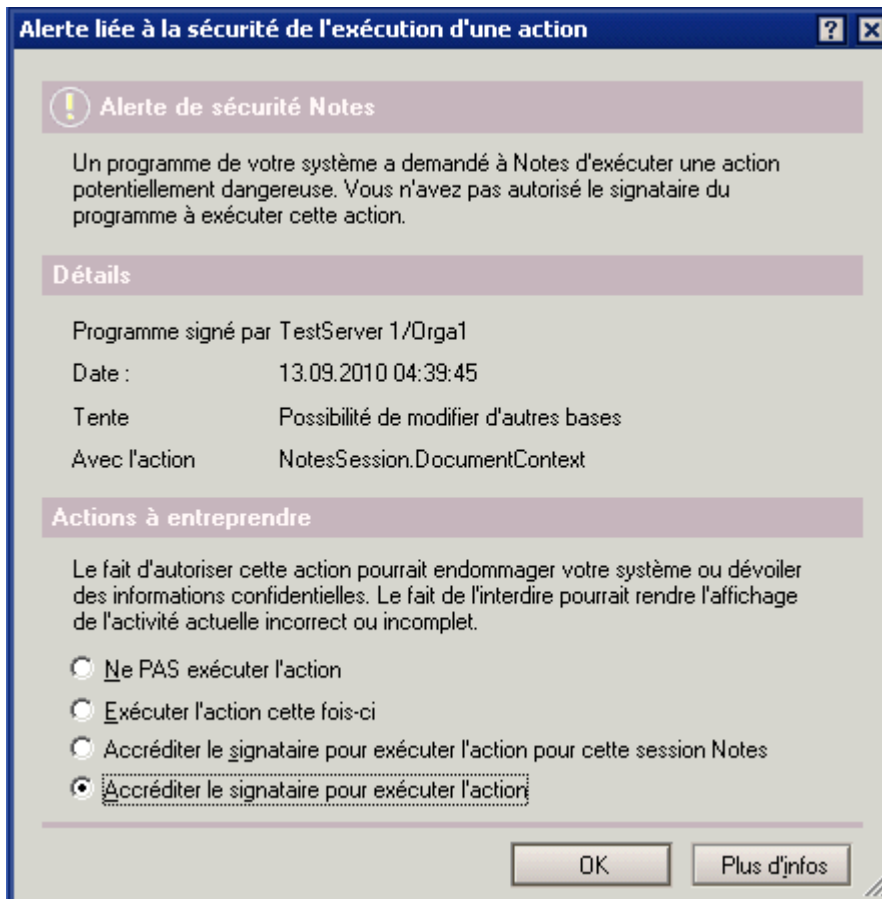 Alerte liée à la sécurité de l'exécution d'une action
Alerte de sécurité Notes
Un programme de votre système a demandé à Notes d'exécuter une action
potentiellement dangereuse. Vous n'avez pas autorisé le signataire du
programme à exécuter cette action.
Détails
Programme signé par TestServer 1/Orga1
Date : 13.09.2010 04:39:45
Tente Possibilité de modifier d'autres bases
Avec l'action NotesSession.DocumentContext
Actions à entreprendre
Le fait d'autoriser cette action pourrait endommager votre système ou dévoiler
des informations confidentielles. Le fait de l'interdire pourrait rendre l'affichage
de l'activité actuelle incorrect ou incomplet.
Ne PAS exécuter l'action
Exécuter l'action cette fois-ci
Accréditer le signataire pour exécuter l'action pour cette session Notes
Accréditer le signataire pour exécuter l'action
OK Plus d'infos